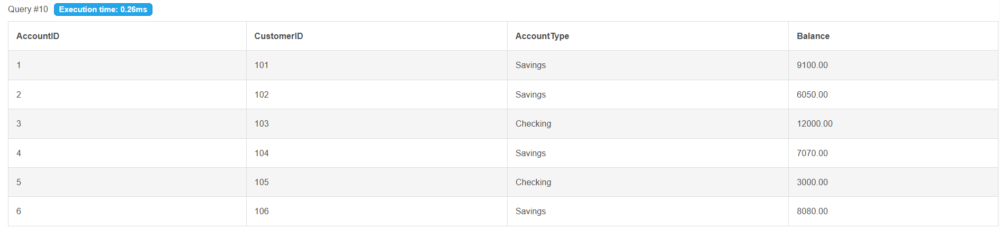 Query #10 Execution time: 0.26ms
AccountID CustomerID AccountType Balance
1 101 Savings 9100.00
2 102 Savings 6050.00
3 103 Checking 12000.00
4 104 Savings 7070.00
5 105 Checking 3000.00
6 106 Savings 8080.00